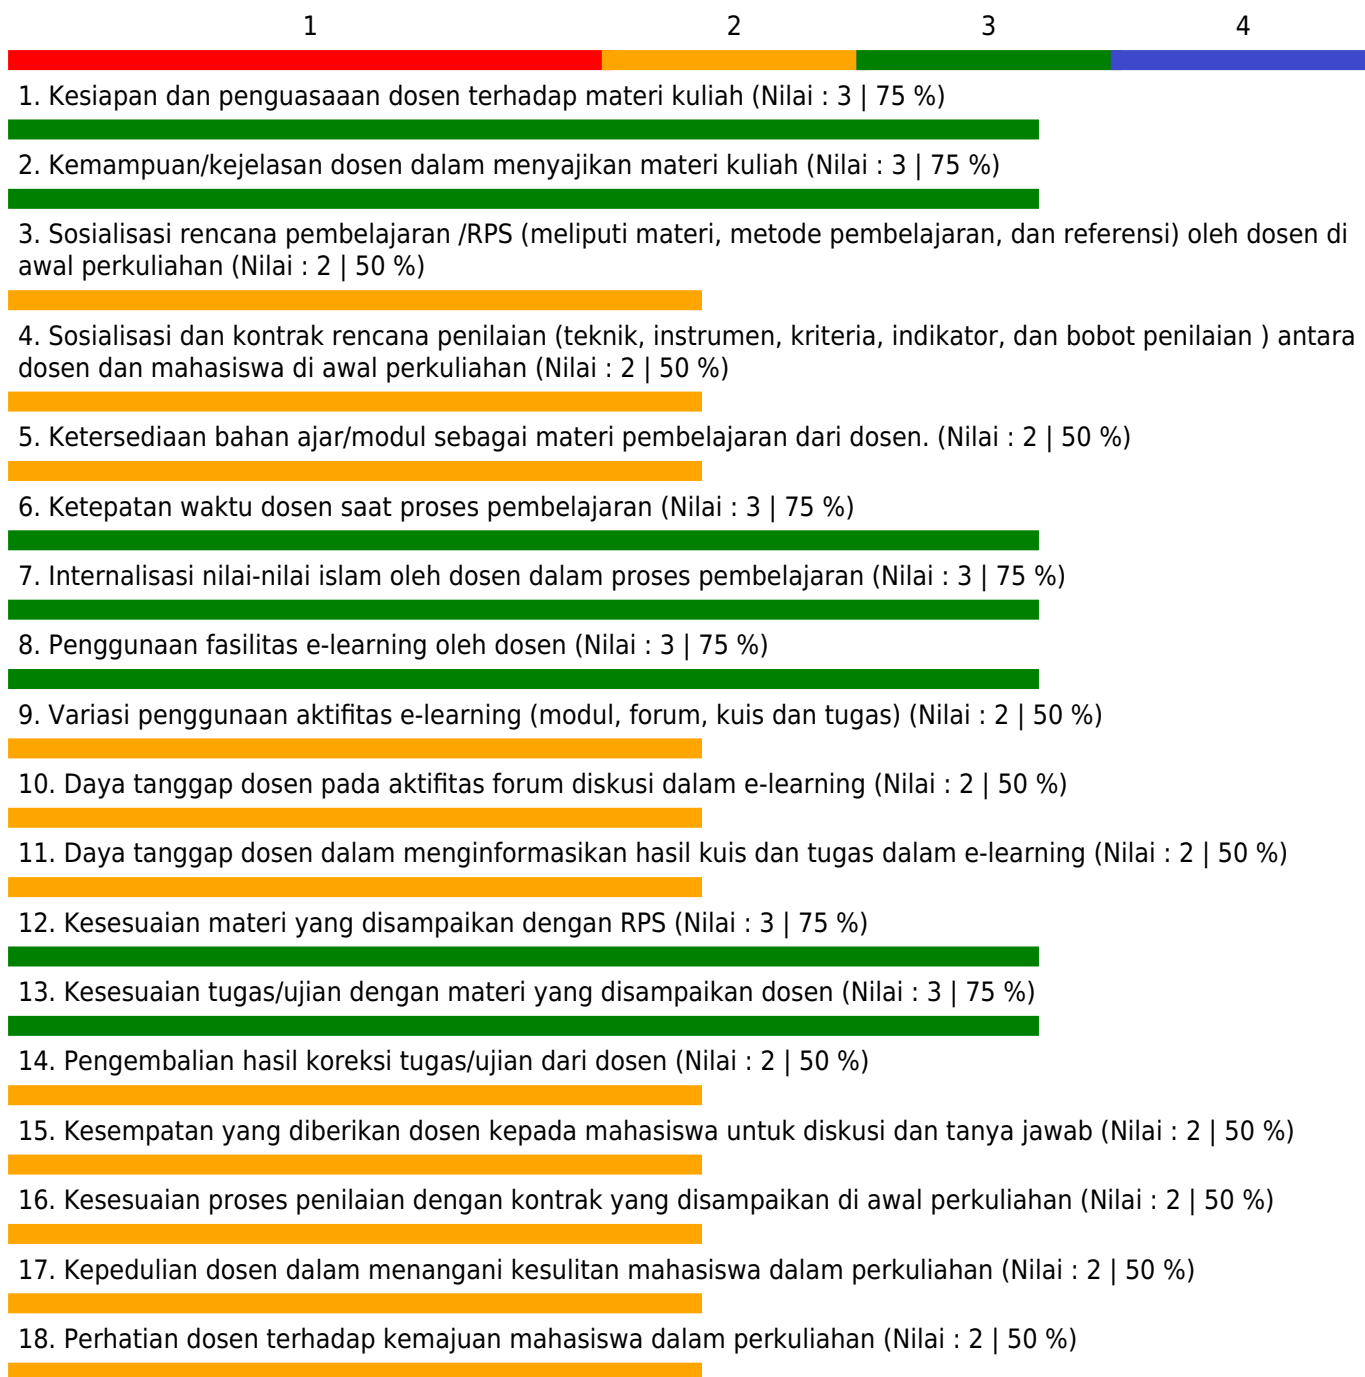 1 2 3 4
1. Kesiapan dan penguasaaan dosen terhadap materi kuliah (Nilai : 3 | 75 %)
2. Kemampuan/kejelasan dosen dalam menyajikan materi kuliah (Nilai : 3 | 75 %)
3. Sosialisasi rencana pembelajaran /RPS (meliputi materi, metode pembelajaran, dan referensi) oleh dosen di
awal perkuliahan (Nilai : 2 | 50 %)
4. Sosialisasi dan kontrak rencana penilaian (teknik, instrumen, kriteria, indikator, dan bobot penilaian ) antara
dosen dan mahasiswa di awal perkuliahan (Nilai : 2 | 50 %)
5. Ketersediaan bahan ajar/modul sebagai materi pembelajaran dari dosen. (Nilai : 2 | 50 %)
6. Ketepatan waktu dosen saat proses pembelajaran (Nilai : 3 | 75 %)
7. Internalisasi nilai-nilai islam oleh dosen dalam proses pembelajaran (Nilai : 3 | 75 %)
8. Penggunaan fasilitas e-learning oleh dosen (Nilai : 3 | 75 %)
9. Variasi penggunaan aktifitas e-learning (modul, forum, kuis dan tugas) (Nilai : 2 | 50 %)
10. Daya tanggap dosen pada aktifitas forum diskusi dalam e-learning (Nilai : 2 | 50 %)
11. Daya tanggap dosen dalam menginformasikan hasil kuis dan tugas dalam e-learning (Nilai : 2 | 50 %)
12. Kesesuaian materi yang disampaikan dengan RPS (Nilai : 3 | 75 %)
13. Kesesuaian tugas/ujian dengan materi yang disampaikan dosen (Nilai : 3 | 75 %)
14. Pengembalian hasil koreksi tugas/ujian dari dosen (Nilai : 2 | 50 %)
15. Kesempatan yang diberikan dosen kepada mahasiswa untuk diskusi dan tanya jawab (Nilai : 2 | 50 %)
16. Kesesuaian proses penilaian dengan kontrak yang disampaikan di awal perkuliahan (Nilai : 2 | 50 %)
17. Kepedulian dosen dalam menangani kesulitan mahasiswa dalam perkuliahan (Nilai : 2 | 50 %)
18. Perhatian dosen terhadap kemajuan mahasiswa dalam perkuliahan (Nilai : 2 | 50 %)